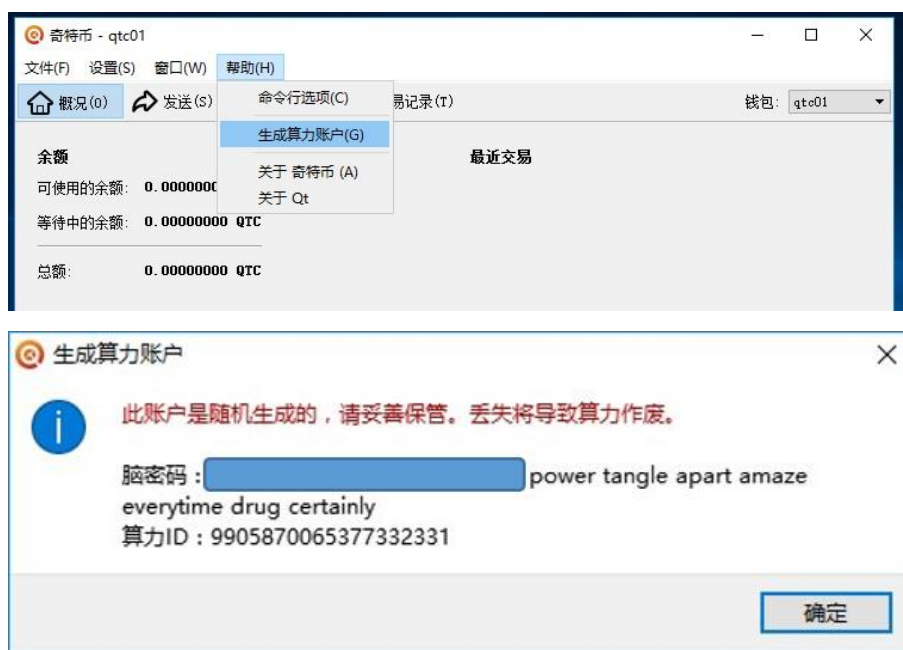 奇特币 - qtc01
文件(F) 设置(S) 窗口(W) 帮助(H)
概况(O) 发送(S) 易记录(T) 钱包: qtc01
命令行选项(C)
生成算力账户(G)
关于 奇特币 (A)
关于 Qt
余额 最近交易
可使用的余额: 0.0000000
等待中的余额: 0.00000000 QTC
总额: 0.00000000 QTC
生成算力账户
此账户是随机生成的，请妥善保管。丢失将导致算力作废。
脑密码： power tangle apart amaze
everytime drug certainly
算力ID：9905870065377332331
确定